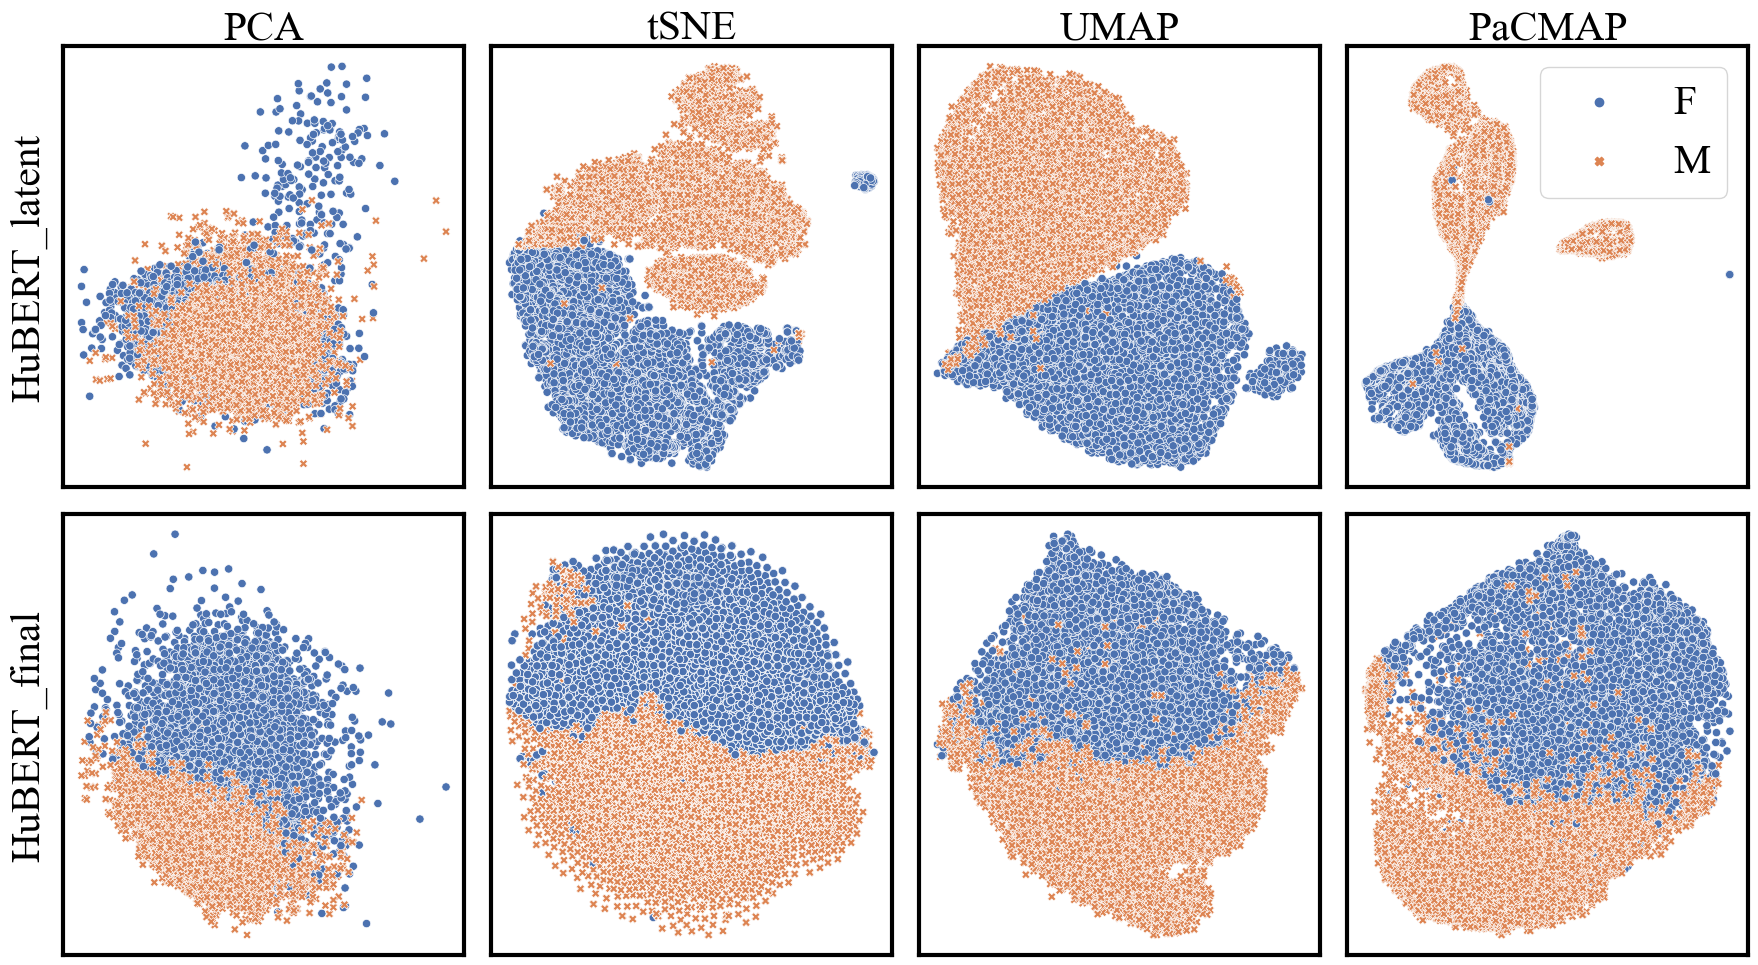 PCA
tSNE
UMAP
PaCMAP
HuBERT_latent
F
M
HuBERT_final